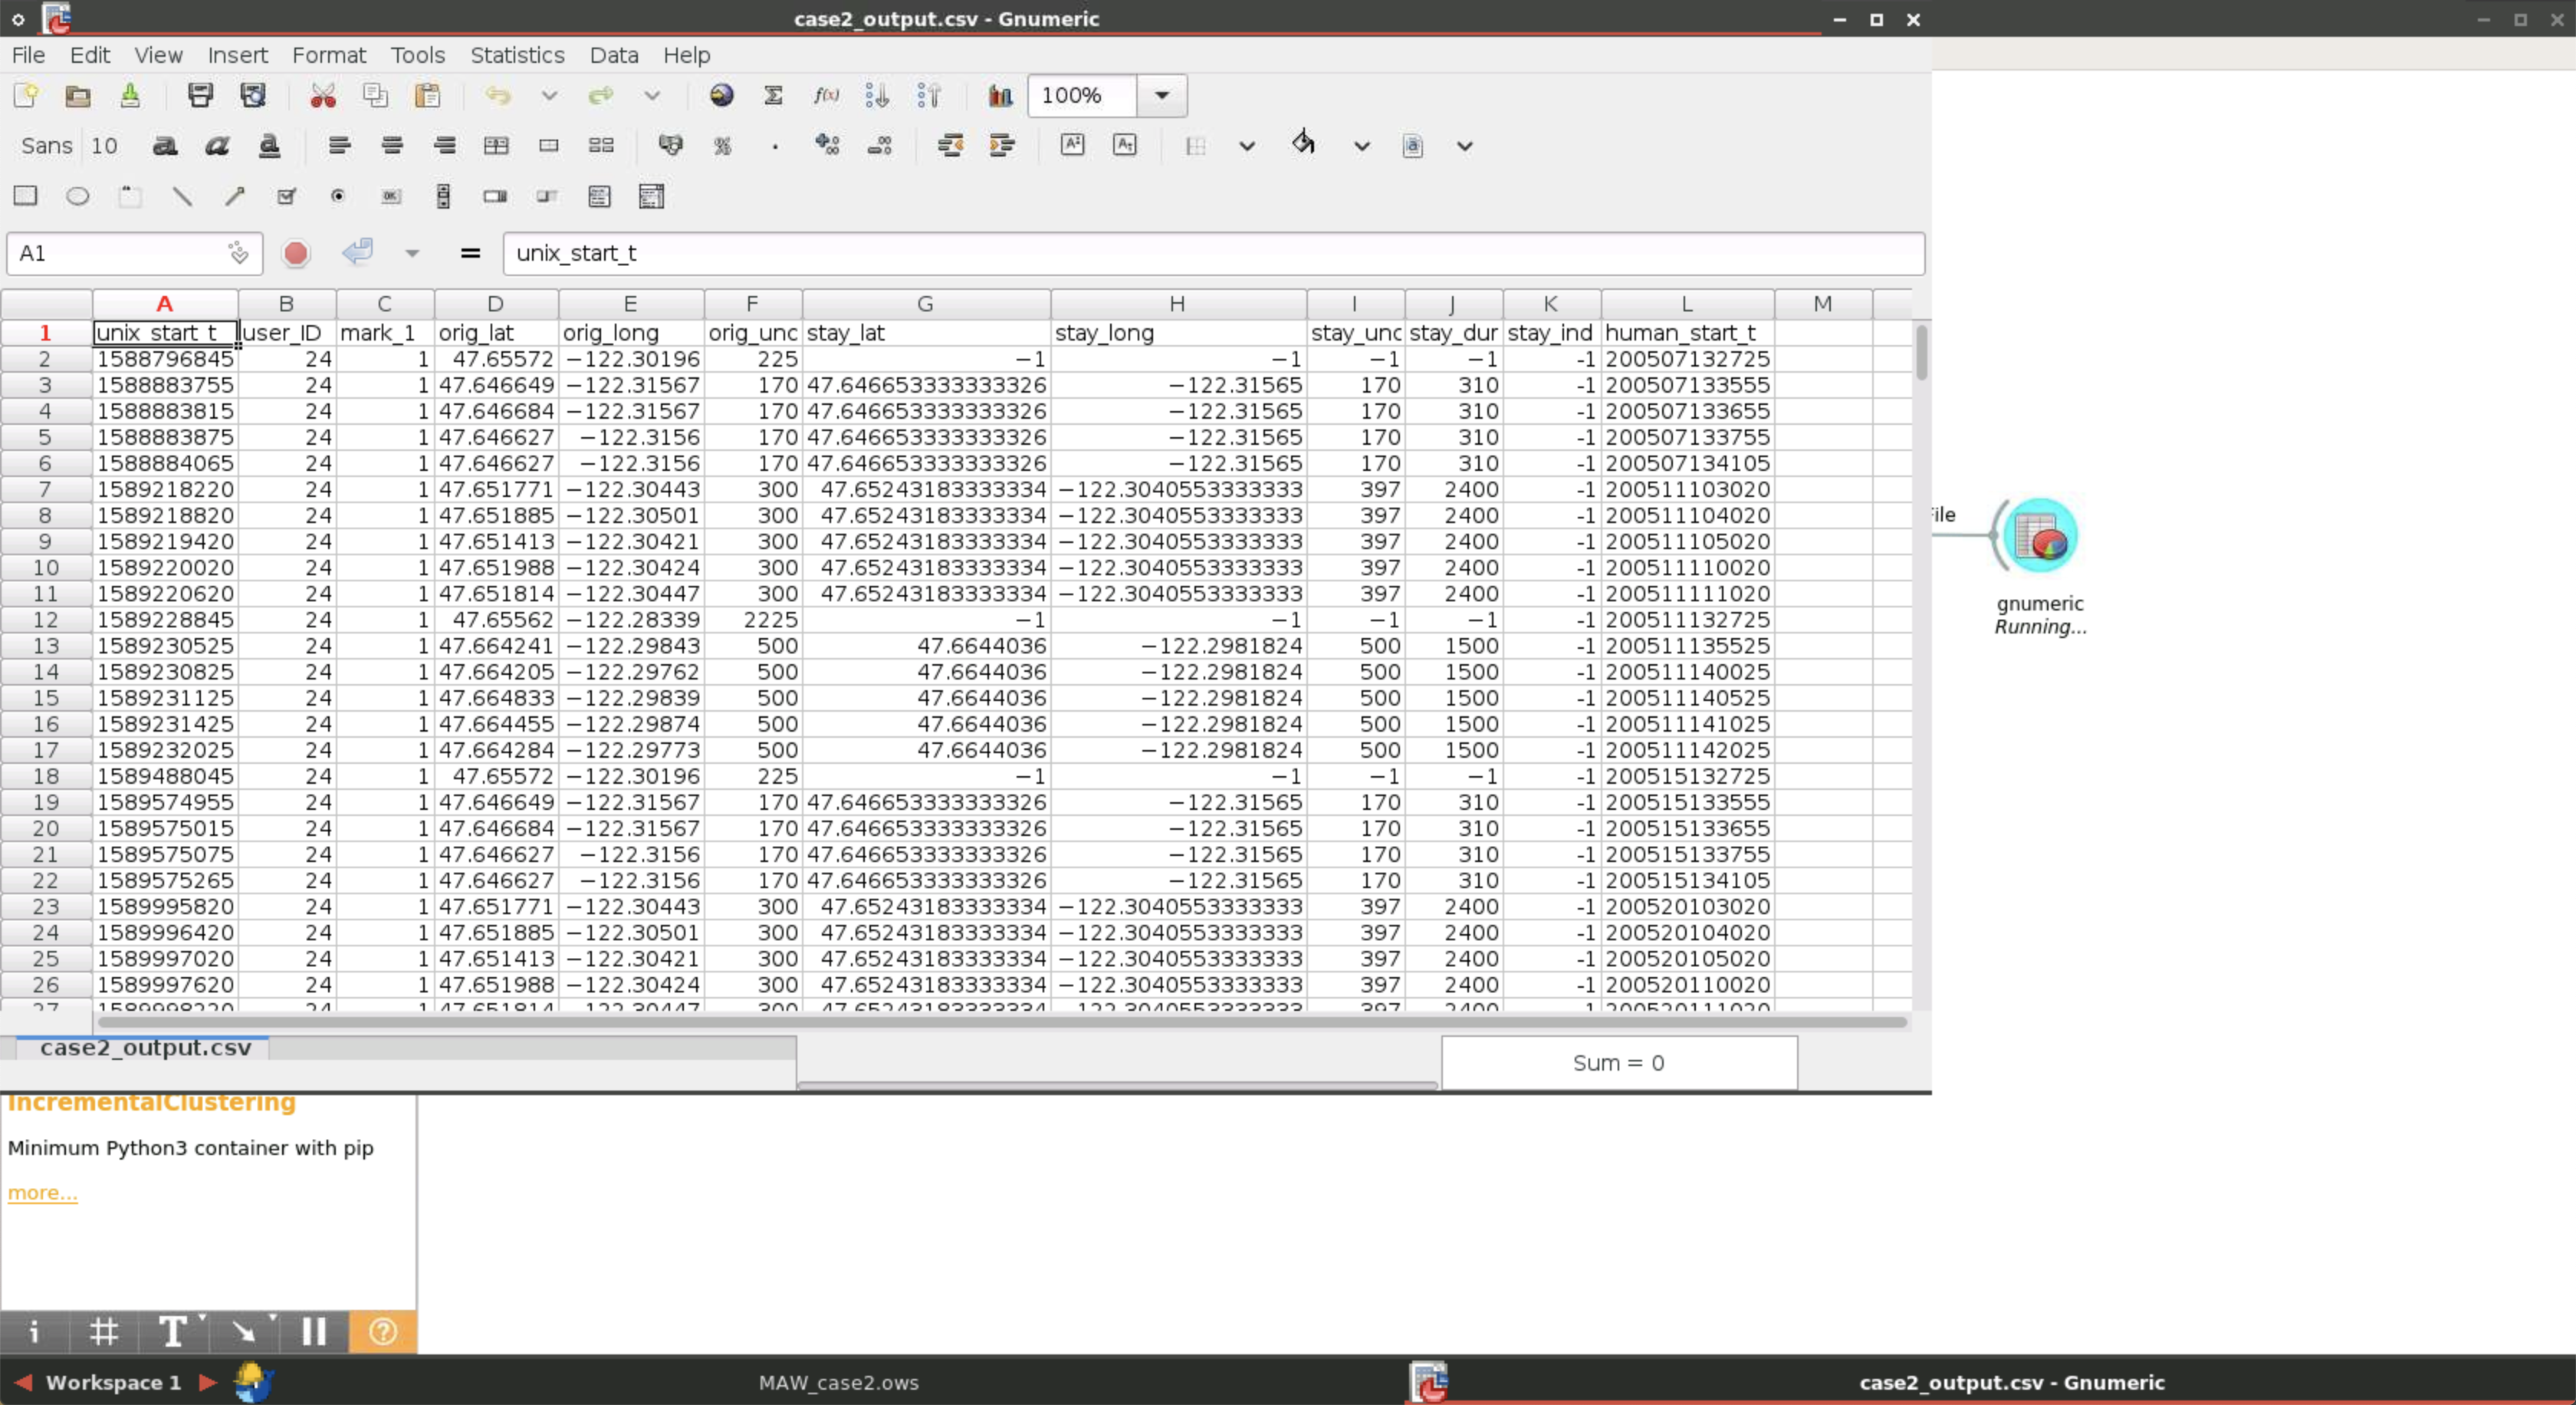 case2_output.csv - Gnumeric
File Edit View Insert Format Tools Statistics Data Help
100%
Sans 10
A1 = unix_start_t
A B C D E F G H I J K L M
1 unix_start_t user_ID mark_1 orig_lat orig_long orig_unc stay_lat stay_long stay_unc stay_dur stay_ind human_start_t
2 1588796845 24 1 47.65572 −122.30196 225 −1 −1 −1 −1 -1 200507132725
3 1588883755 24 1 47.646649 −122.31567 170 47.646653333333326 −122.31565 170 310 -1 200507133555
4 1588883815 24 1 47.646684 −122.31567 170 47.646653333333326 −122.31565 170 310 -1 200507133655
5 1588883875 24 1 47.646627 −122.3156 170 47.646653333333326 −122.31565 170 310 -1 200507133755
6 1588884065 24 1 47.646627 −122.3156 170 47.646653333333326 −122.31565 170 310 -1 200507134105
7 1589218220 24 1 47.651771 −122.30443 300 47.65243183333334 −122.3040553333333 397 2400 -1 200511103020
8 1589218820 24 1 47.651885 −122.30501 300 47.65243183333334 −122.3040553333333 397 2400 -1 200511104020
9 1589219420 24 1 47.651413 −122.30421 300 47.65243183333334 −122.3040553333333 397 2400 -1 200511105020
10 1589220020 24 1 47.651988 −122.30424 300 47.65243183333334 −122.3040553333333 397 2400 -1 200511110020
11 1589220620 24 1 47.651814 −122.30447 300 47.65243183333334 −122.3040553333333 397 2400 -1 200511111020
12 1589228845 24 1 47.65562 −122.28339 2225 −1 −1 −1 −1 -1 200511132725
13 1589230525 24 1 47.664241 −122.29843 500 47.6644036 −122.2981824 500 1500 -1 200511135525
14 1589230825 24 1 47.664205 −122.29762 500 47.6644036 −122.2981824 500 1500 -1 200511140025
15 1589231125 24 1 47.664833 −122.29839 500 47.6644036 −122.2981824 500 1500 -1 200511140525
16 1589231425 24 1 47.664455 −122.29874 500 47.6644036 −122.2981824 500 1500 -1 200511141025
17 1589232025 24 1 47.664284 −122.29773 500 47.6644036 −122.2981824 500 1500 -1 200511142025
18 1589488045 24 1 47.65572 −122.30196 225 −1 −1 −1 −1 -1 200515132725
19 1589574955 24 1 47.646649 −122.31567 170 47.646653333333326 −122.31565 170 310 -1 200515133555
20 1589575015 24 1 47.646684 −122.31567 170 47.646653333333326 −122.31565 170 310 -1 200515133655
21 1589575075 24 1 47.646627 −122.3156 170 47.646653333333326 −122.31565 170 310 -1 200515133755
22 1589575265 24 1 47.646627 −122.3156 170 47.646653333333326 −122.31565 170 310 -1 200515134105
23 1589995820 24 1 47.651771 −122.30443 300 47.65243183333334 −122.3040553333333 397 2400 -1 200520103020
24 1589996420 24 1 47.651885 −122.30501 300 47.65243183333334 −122.3040553333333 397 2400 -1 200520104020
25 1589997020 24 1 47.651413 −122.30421 300 47.65243183333334 −122.3040553333333 397 2400 -1 200520105020
26 1589997620 24 1 47.651988 −122.30424 300 47.65243183333334 −122.3040553333333 397 2400 -1 200520110020
27 1589998220 24 1 47.651814 −122.30447 300 47.65243183333334 −122.3040553333333 397 2400 -1 200520111020
case2_output.csv
Sum = 0
ile
gnumeric
Running...
IncrementalClustering
Minimum Python3 container with pip
more...
Workspace 1
MAW_case2.ows
case2_output.csv - Gnumeric